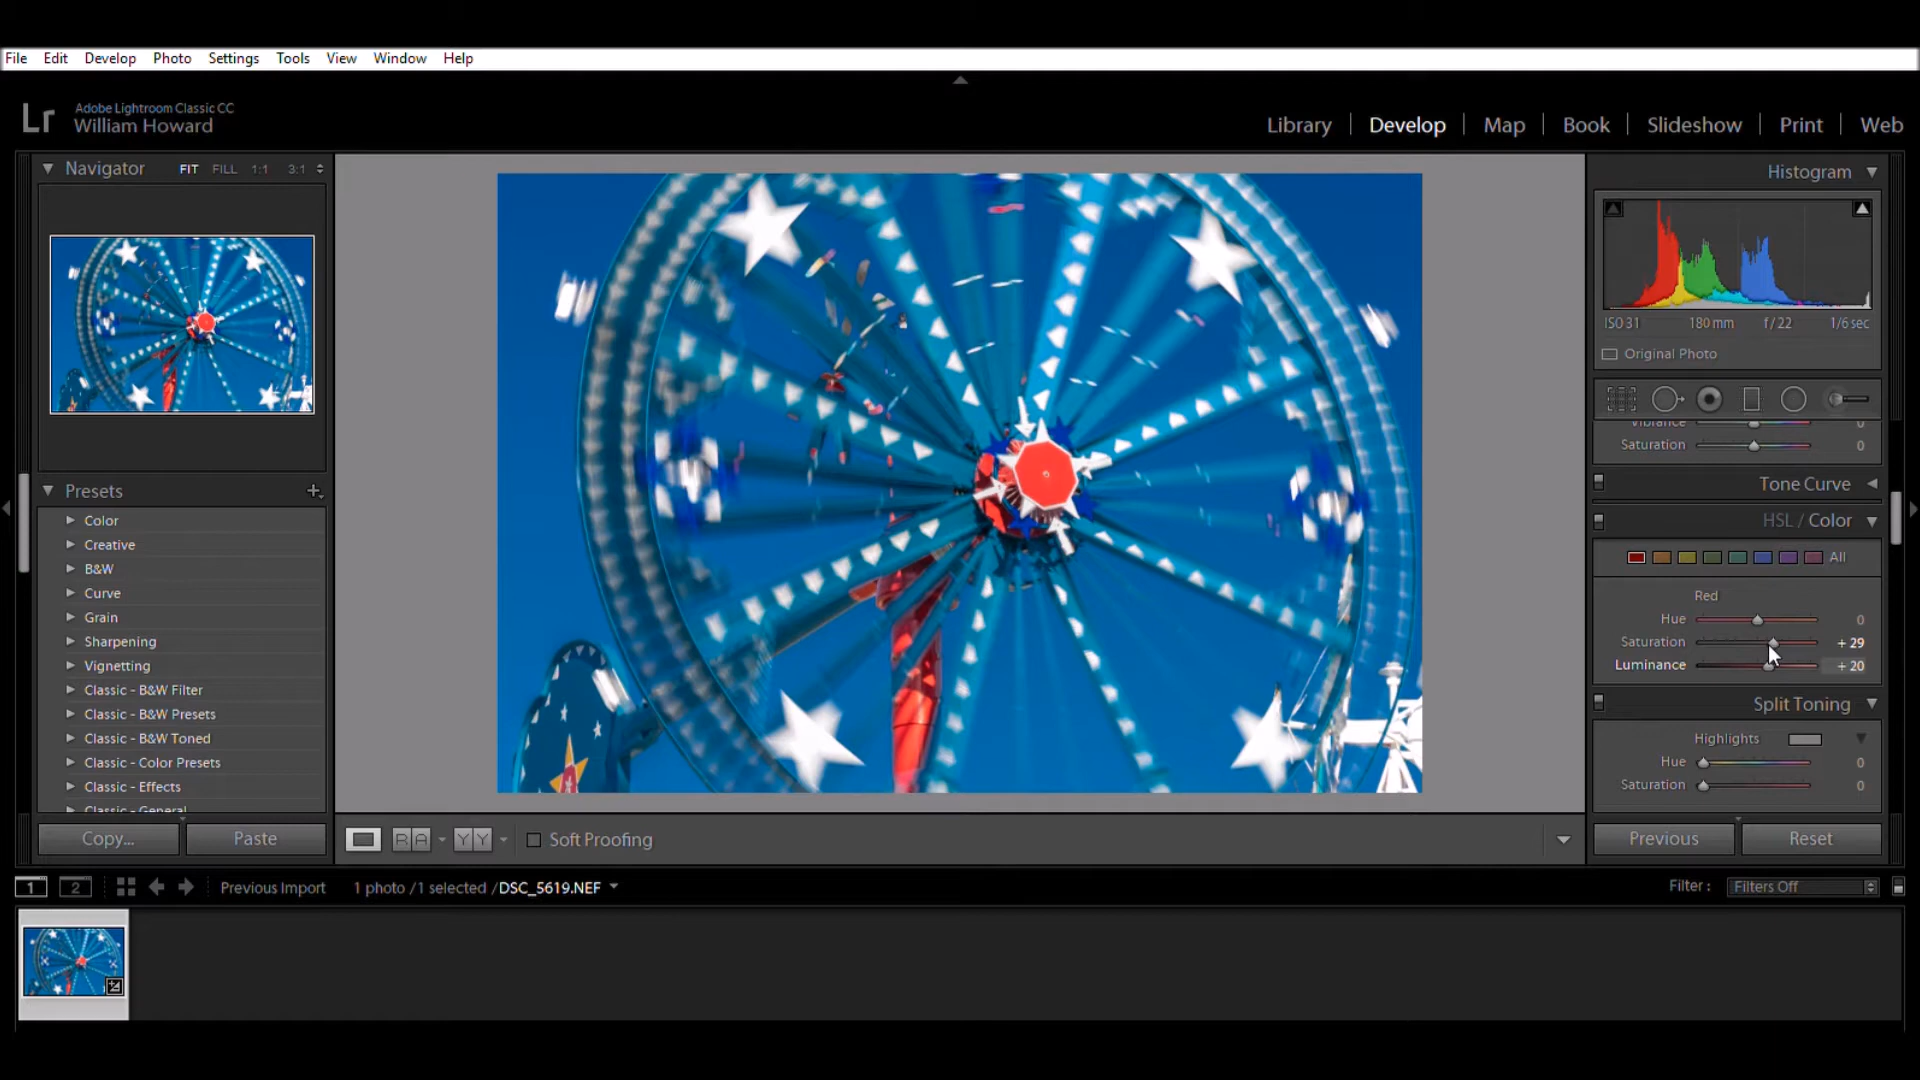 File Edit Develop Photo Settings Tools View Window Help
Lr Adobe Lightroom Classic CC
William Howard
Library | Develop | Map | Book | Slideshow | Print | Web
Navigator FIT FILL 1:1 3:1
Presets +
Color
Creative
B&W
Curve
Grain
Sharpening
Vignetting
Classic - B&W Filter
Classic - B&W Presets
Classic - B&W Toned
Classic - Color Presets
Classic - Effects
Classic - General
Copy... Paste
R A Y Y Soft Proofing
Histogram
ISO 31 180 mm f / 22 1/6 sec
Original Photo
Vibrance 0
Saturation 0
Tone Curve
HSL / Color
All
Red
Hue 0
Saturation + 29
Luminance + 20
Split Toning
Highlights
Hue 0
Saturation 0
Previous Reset
1 2 Previous Import 1 photo /1 selected /DSC_5619.NEF Filter : Filters Off